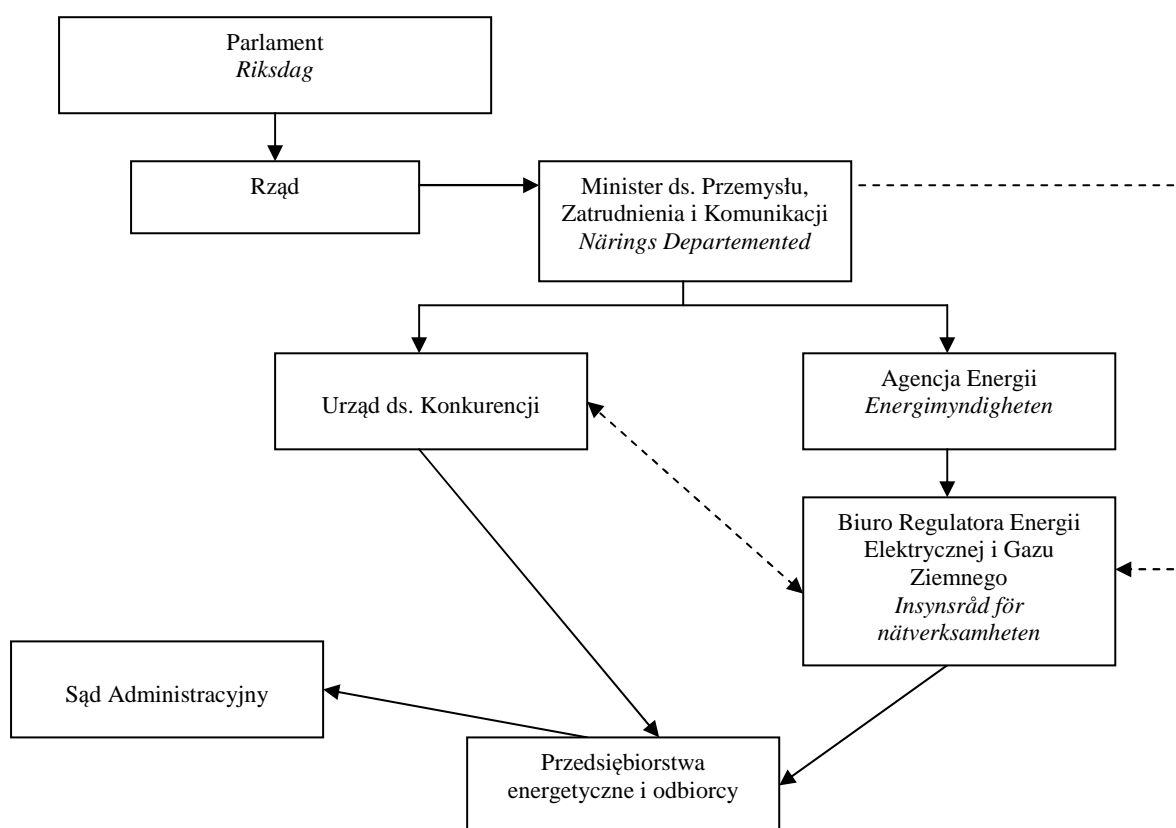 Parlament
Riksdag
Rząd
Minister ds. Przemysłu,
Zatrudnienia i Komunikacji
Närings Departemented
Urząd ds. Konkurencji
Agencja Energii
Energimyndigheten
Biuro Regulatora Energii
Elektrycznej i Gazu
Ziemnego
Insynsråd för
nätverksamheten
Sąd Administracyjny
Przedsiębiorstwa
energetyczne i odbiorcy